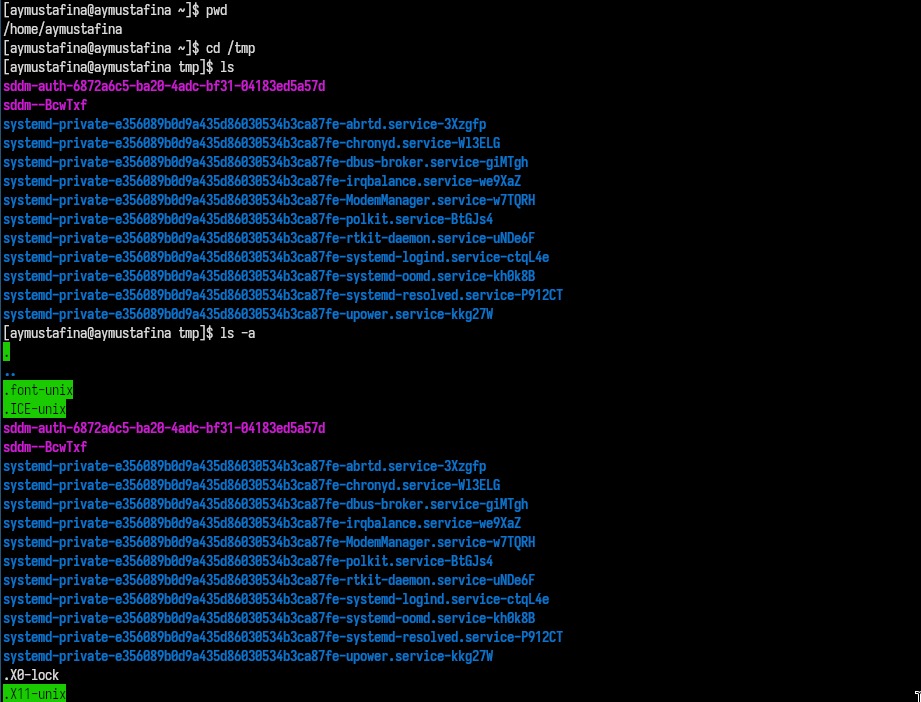 [aymustafina@aymustafina ~]$ pwd
/home/aymustafina
[aymustafina@aymustafina ~]$ cd /tmp
[aymustafina@aymustafina tmp]$ ls
sddm-auth-6872a6c5-ba20-4adc-bf31-04183ed5a57d
sddm--BcwTxf
systemd-private-e356089b0d9a435d86030534b3ca87fe-abrtd.service-3Xzgfp
systemd-private-e356089b0d9a435d86030534b3ca87fe-chronyd.service-Wl3ELG
systemd-private-e356089b0d9a435d86030534b3ca87fe-dbus-broker.service-giMTgh
systemd-private-e356089b0d9a435d86030534b3ca87fe-irqbalance.service-we9XaZ
systemd-private-e356089b0d9a435d86030534b3ca87fe-ModemManager.service-w7TQRH
systemd-private-e356089b0d9a435d86030534b3ca87fe-polkit.service-BtGJs4
systemd-private-e356089b0d9a435d86030534b3ca87fe-rtkit-daemon.service-uNDe6F
systemd-private-e356089b0d9a435d86030534b3ca87fe-systemd-logind.service-ctqL4e
systemd-private-e356089b0d9a435d86030534b3ca87fe-systemd-oomd.service-kh0k8B
systemd-private-e356089b0d9a435d86030534b3ca87fe-systemd-resolved.service-P912CT
systemd-private-e356089b0d9a435d86030534b3ca87fe-upower.service-kkg27W
[aymustafina@aymustafina tmp]$ ls -a
.
..
.font-unix
.ICE-unix
sddm-auth-6872a6c5-ba20-4adc-bf31-04183ed5a57d
sddm--BcwTxf
systemd-private-e356089b0d9a435d86030534b3ca87fe-abrtd.service-3Xzgfp
systemd-private-e356089b0d9a435d86030534b3ca87fe-chronyd.service-Wl3ELG
systemd-private-e356089b0d9a435d86030534b3ca87fe-dbus-broker.service-giMTgh
systemd-private-e356089b0d9a435d86030534b3ca87fe-irqbalance.service-we9XaZ
systemd-private-e356089b0d9a435d86030534b3ca87fe-ModemManager.service-w7TQRH
systemd-private-e356089b0d9a435d86030534b3ca87fe-polkit.service-BtGJs4
systemd-private-e356089b0d9a435d86030534b3ca87fe-rtkit-daemon.service-uNDe6F
systemd-private-e356089b0d9a435d86030534b3ca87fe-systemd-logind.service-ctqL4e
systemd-private-e356089b0d9a435d86030534b3ca87fe-systemd-oomd.service-kh0k8B
systemd-private-e356089b0d9a435d86030534b3ca87fe-systemd-resolved.service-P912CT
systemd-private-e356089b0d9a435d86030534b3ca87fe-upower.service-kkg27W
.X0-lock
.X11-unix